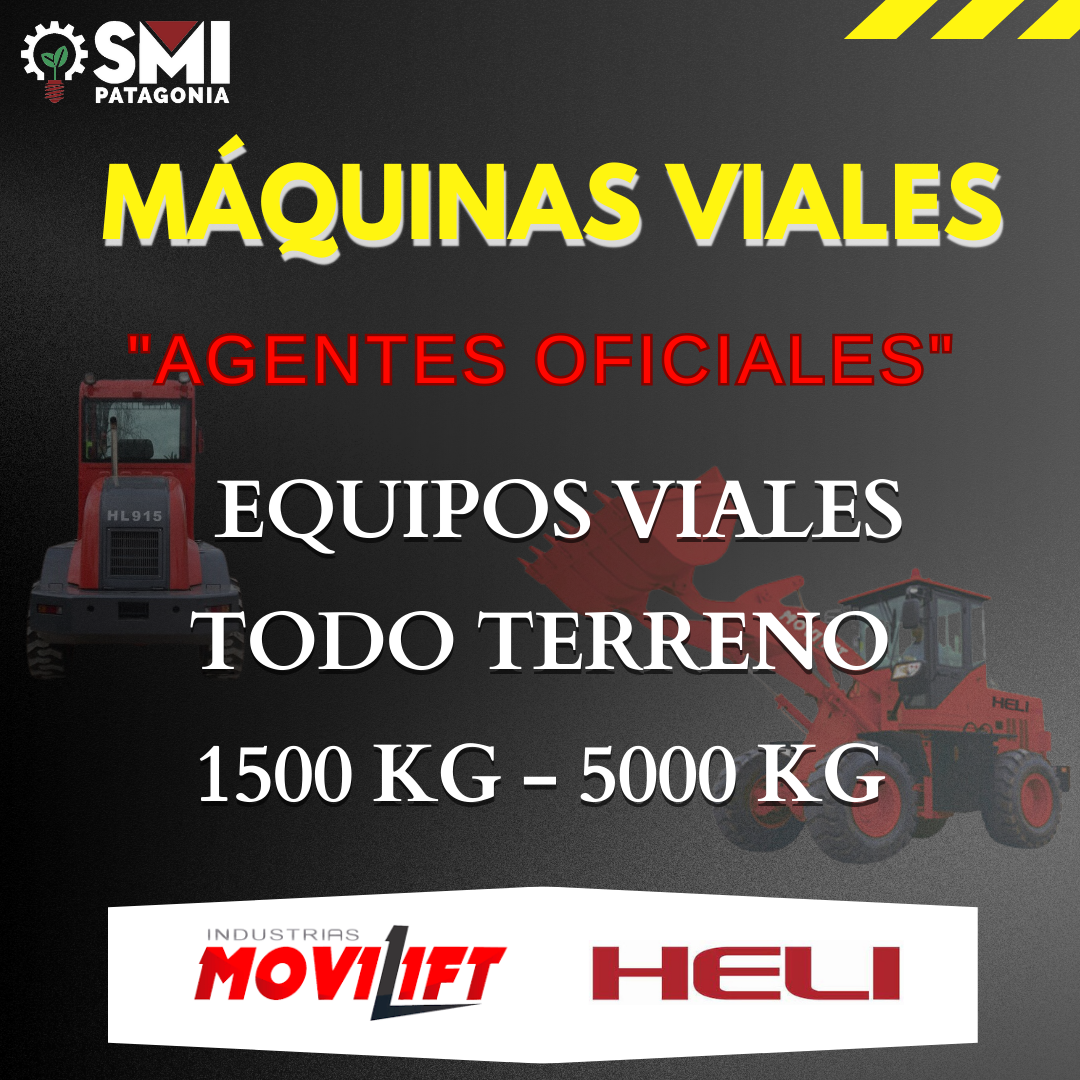 SMI
PATAGONIA
MÁQUINAS VIALES
"AGENTES OFICIALES"
HL915
EQUIPOS VIALES
TODO TERRENO
HELI
1500 KG – 5000 KG
INDUSTRIAS
MOVILIFT
HELI